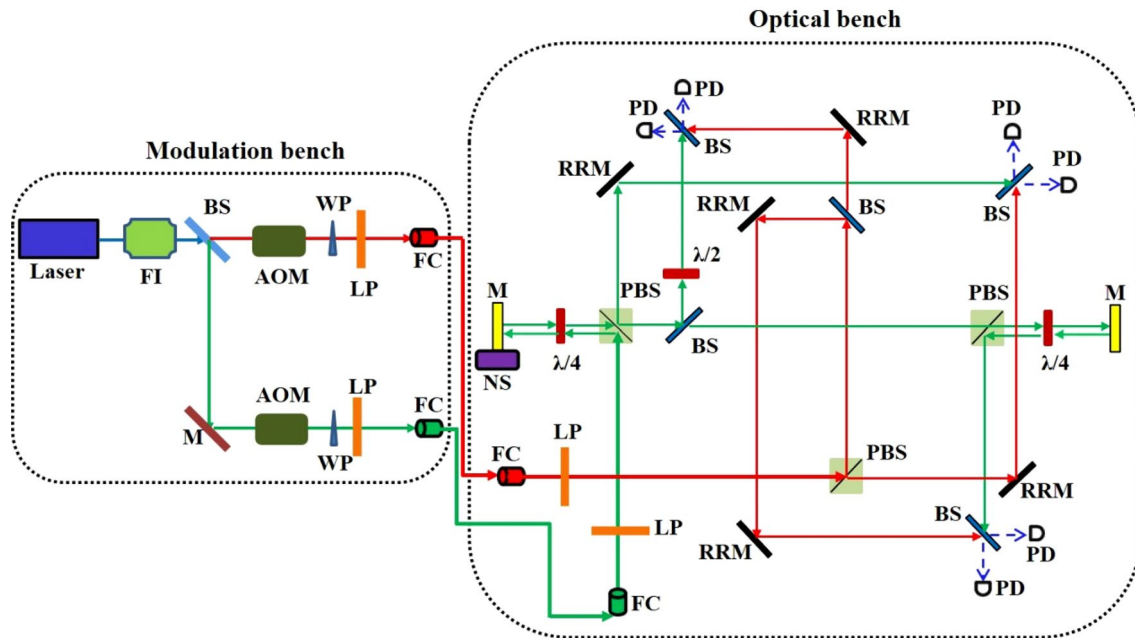 Optical bench
PD
PD
RRM
PD
BS
PD
RRM
Modulation bench
BS
RRM
BS
BS
WP
λ/2
Laser
FI
AOM
LP
FC
M
PBS
PBS
M
λ/4
BS
λ/4
NS
AOM
LP
FC
LP
M
WP
FC
PBS
RRM
BS
LP
RRM
PD
FC
PD